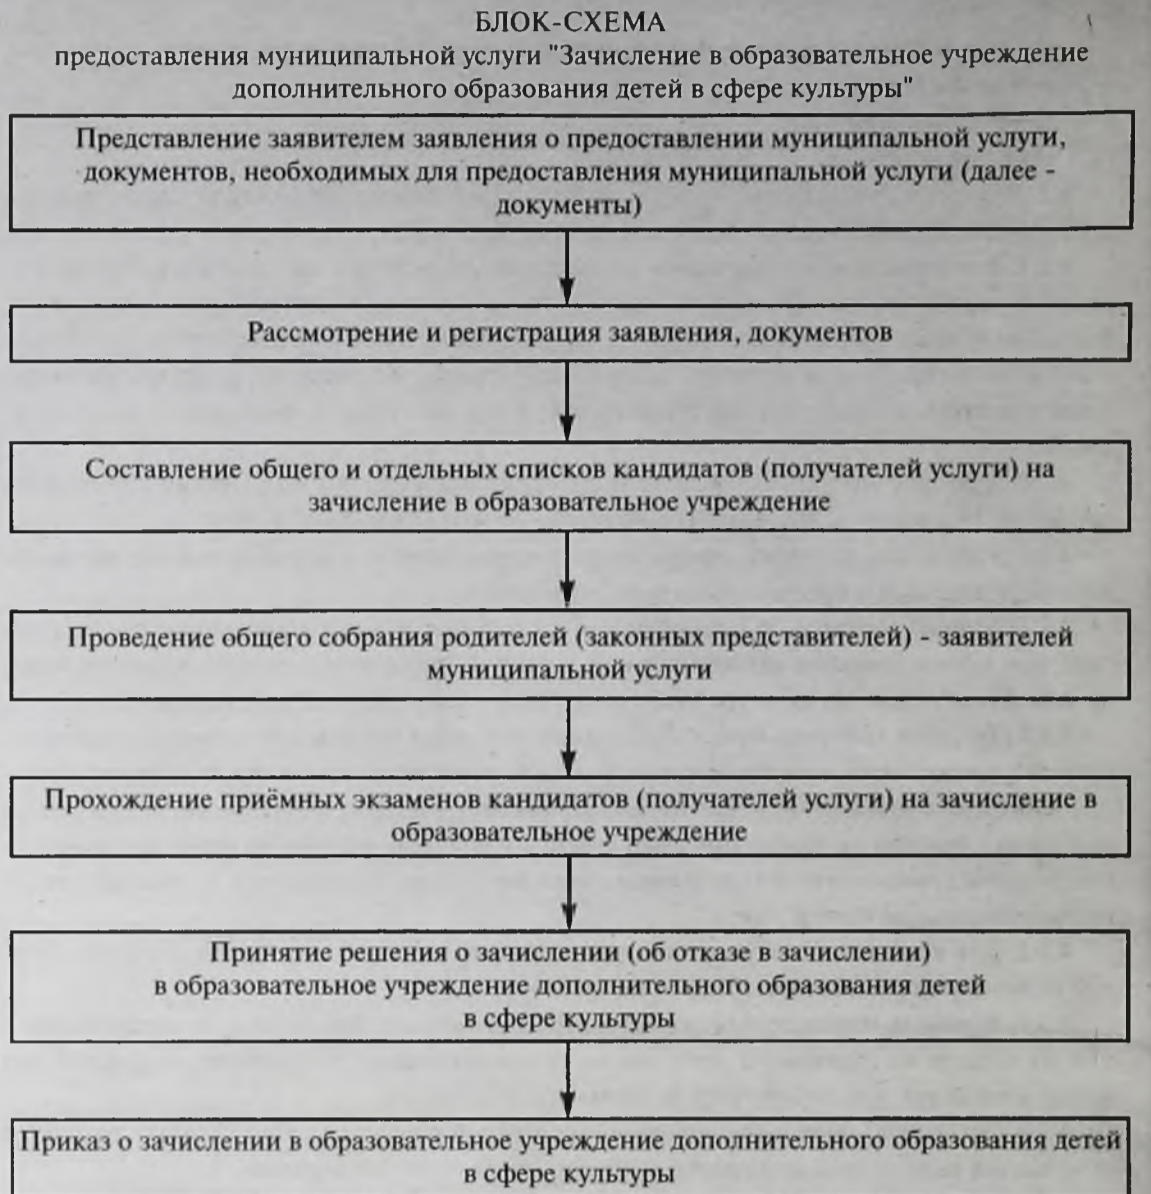 БЛОК-СХЕМА
предоставления муниципальной услуги "Зачисление в образовательное учреждение
дополнительного образования детей в сфере культуры"
Представление заявителем заявления о предоставлении муниципальной услуги,
документов, необходимых для предоставления муниципальной услуги (далее -
документы)
Рассмотрение и регистрация заявления, документов
Составление общего и отдельных списков кандидатов (получателей услуги) на
зачисление в образовательное учреждение
Проведение общего собрания родителей (законных представителей) - заявителей
муниципальной услуги
Прохождение приёмных экзаменов кандидатов (получателей услуги) на зачисление в
образовательное учреждение
Принятие решения о зачислении (об отказе в зачислении)
в образовательное учреждение дополнительного образования детей
в сфере культуры
Приказ о зачислении в образовательное учреждение дополнительного образования детей
в сфере культуры